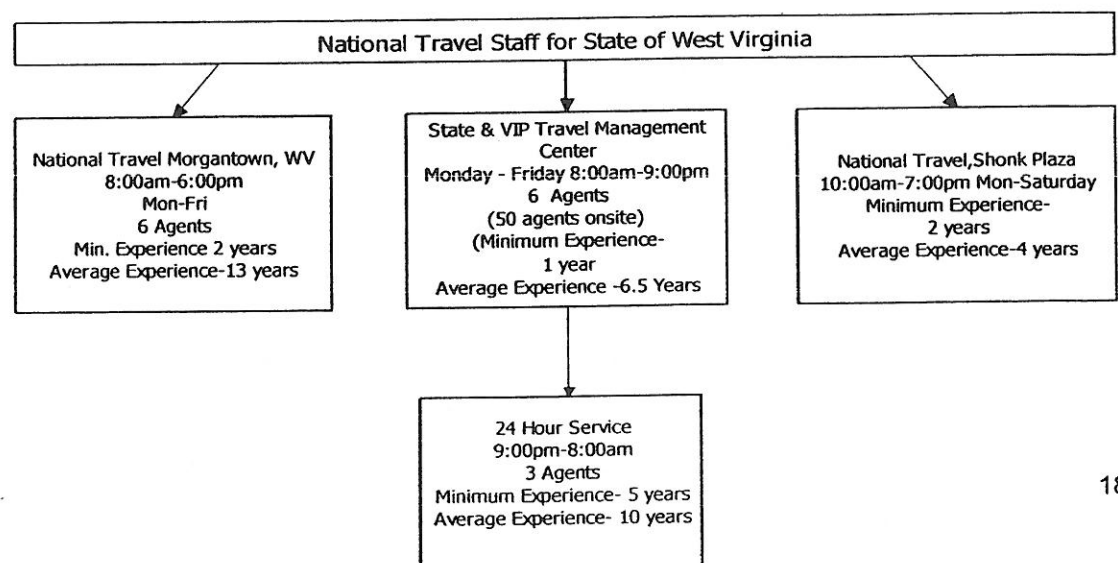 National Travel Staff for State of West Virginia
National Travel Morgantown, WV
8:00am-6:00pm
Mon-Fri
6 Agents
Min. Experience 2 years
Average Experience-13 years
State & VIP Travel Management
Center
Monday - Friday 8:00am-9:00pm
6 Agents
(50 agents onsite)
(Minimum Experience-
1 year
Average Experience -6.5 Years
National Travel,Shonk Plaza
10:00am-7:00pm Mon-Saturday
Minimum Experience-
2 years
Average Experience-4 years
24 Hour Service
9:00pm-8:00am
3 Agents
Minimum Experience- 5 years
Average Experience- 10 years
18